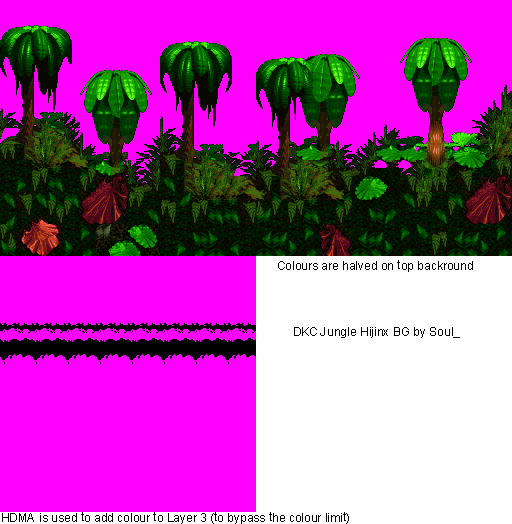 Colours are halved on top backround
DKC Jungle Hijinx BG by Soul_
HDMA is used to add colour to Layer 3 (to bypass the colour limit)